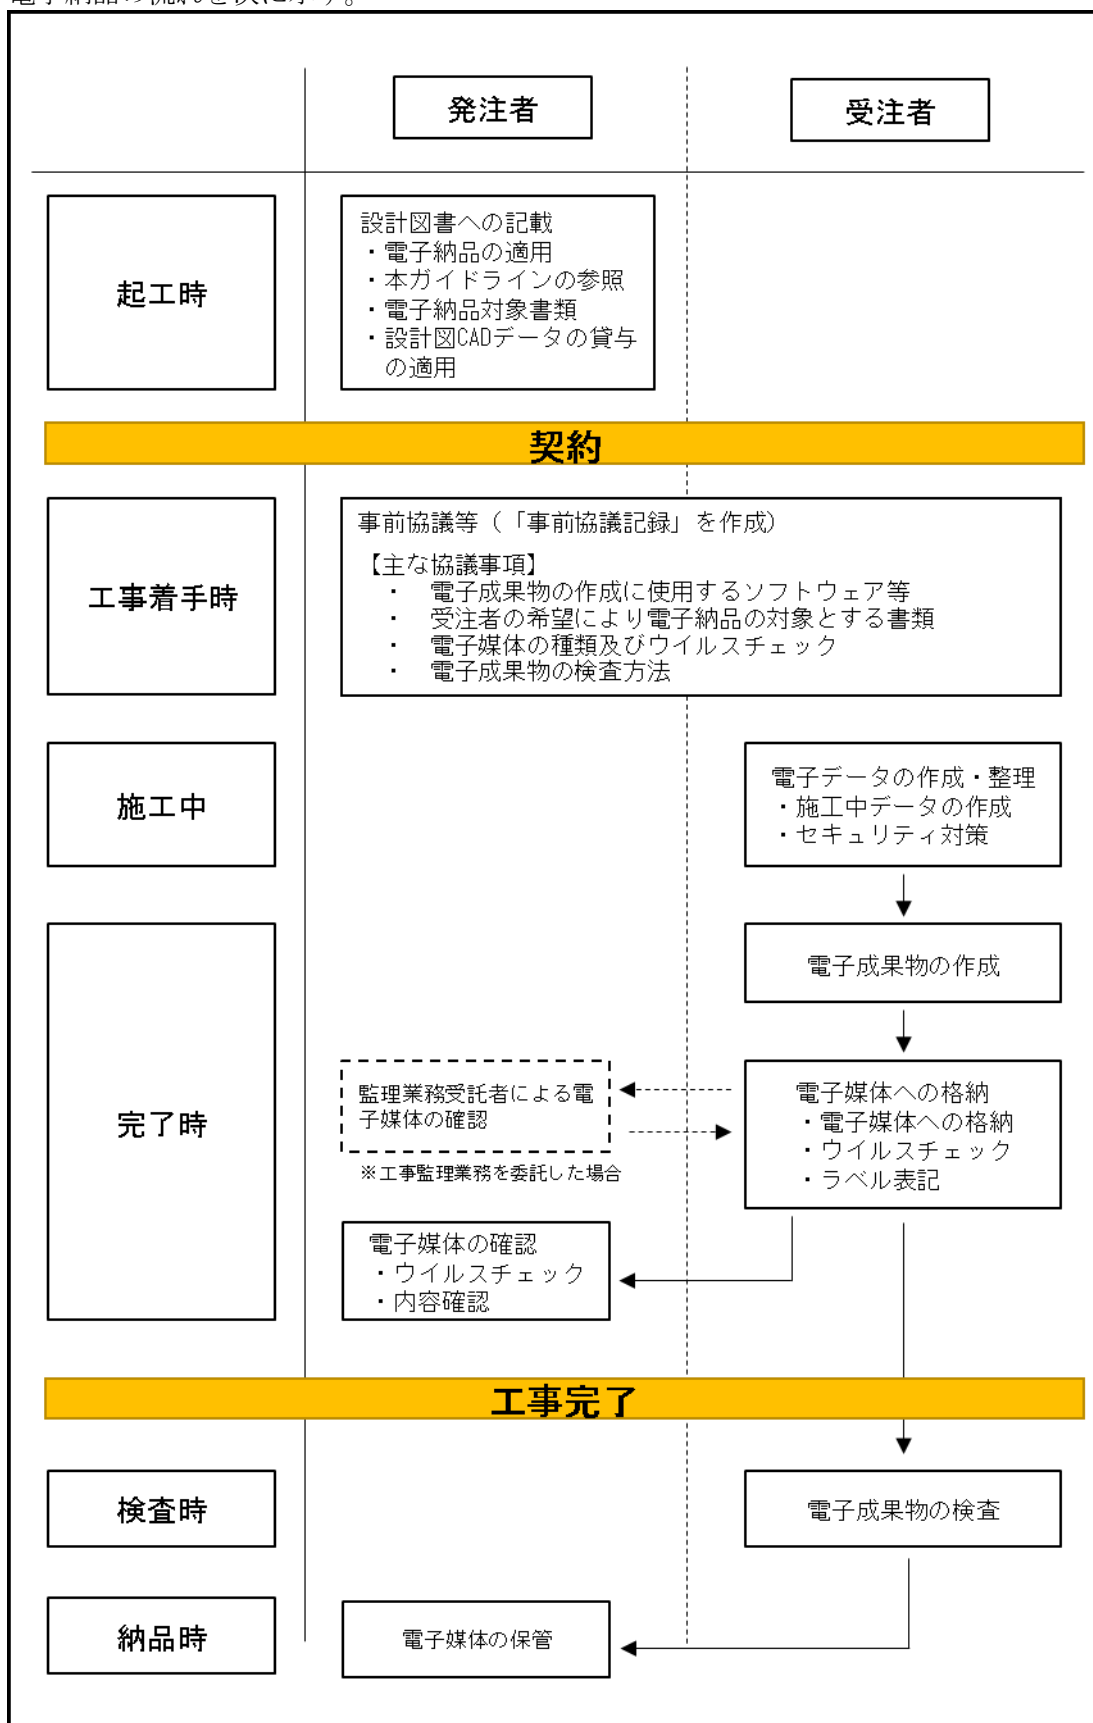 電子納品の流れを次に示す。
発注者
受注者
起工時
設計図書への記載
・電子納品の適用
・本ガイドラインの参照
・電子納品対象書類
・設計図CADデータの貸与
の適用
契約
工事着手時
事前協議等（「事前協議記録」を作成）
【主な協議事項】
・ 電子成果物の作成に使用するソフトウェア等
・ 受注者の希望により電子納品の対象とする書類
・ 電子媒体の種類及びウイルスチェック
・ 電子成果物の検査方法
施工中
電子データの作成・整理
・施工中データの作成
・セキュリティ対策
完了時
電子成果物の作成
監理業務受託者による電
子媒体の確認
※工事監理業務を委託した場合
電子媒体への格納
・電子媒体への格納
・ウイルスチェック
・ラベル表記
電子媒体の確認
・ウイルスチェック
・内容確認
工事完了
検査時
電子成果物の検査
納品時
電子媒体の保管